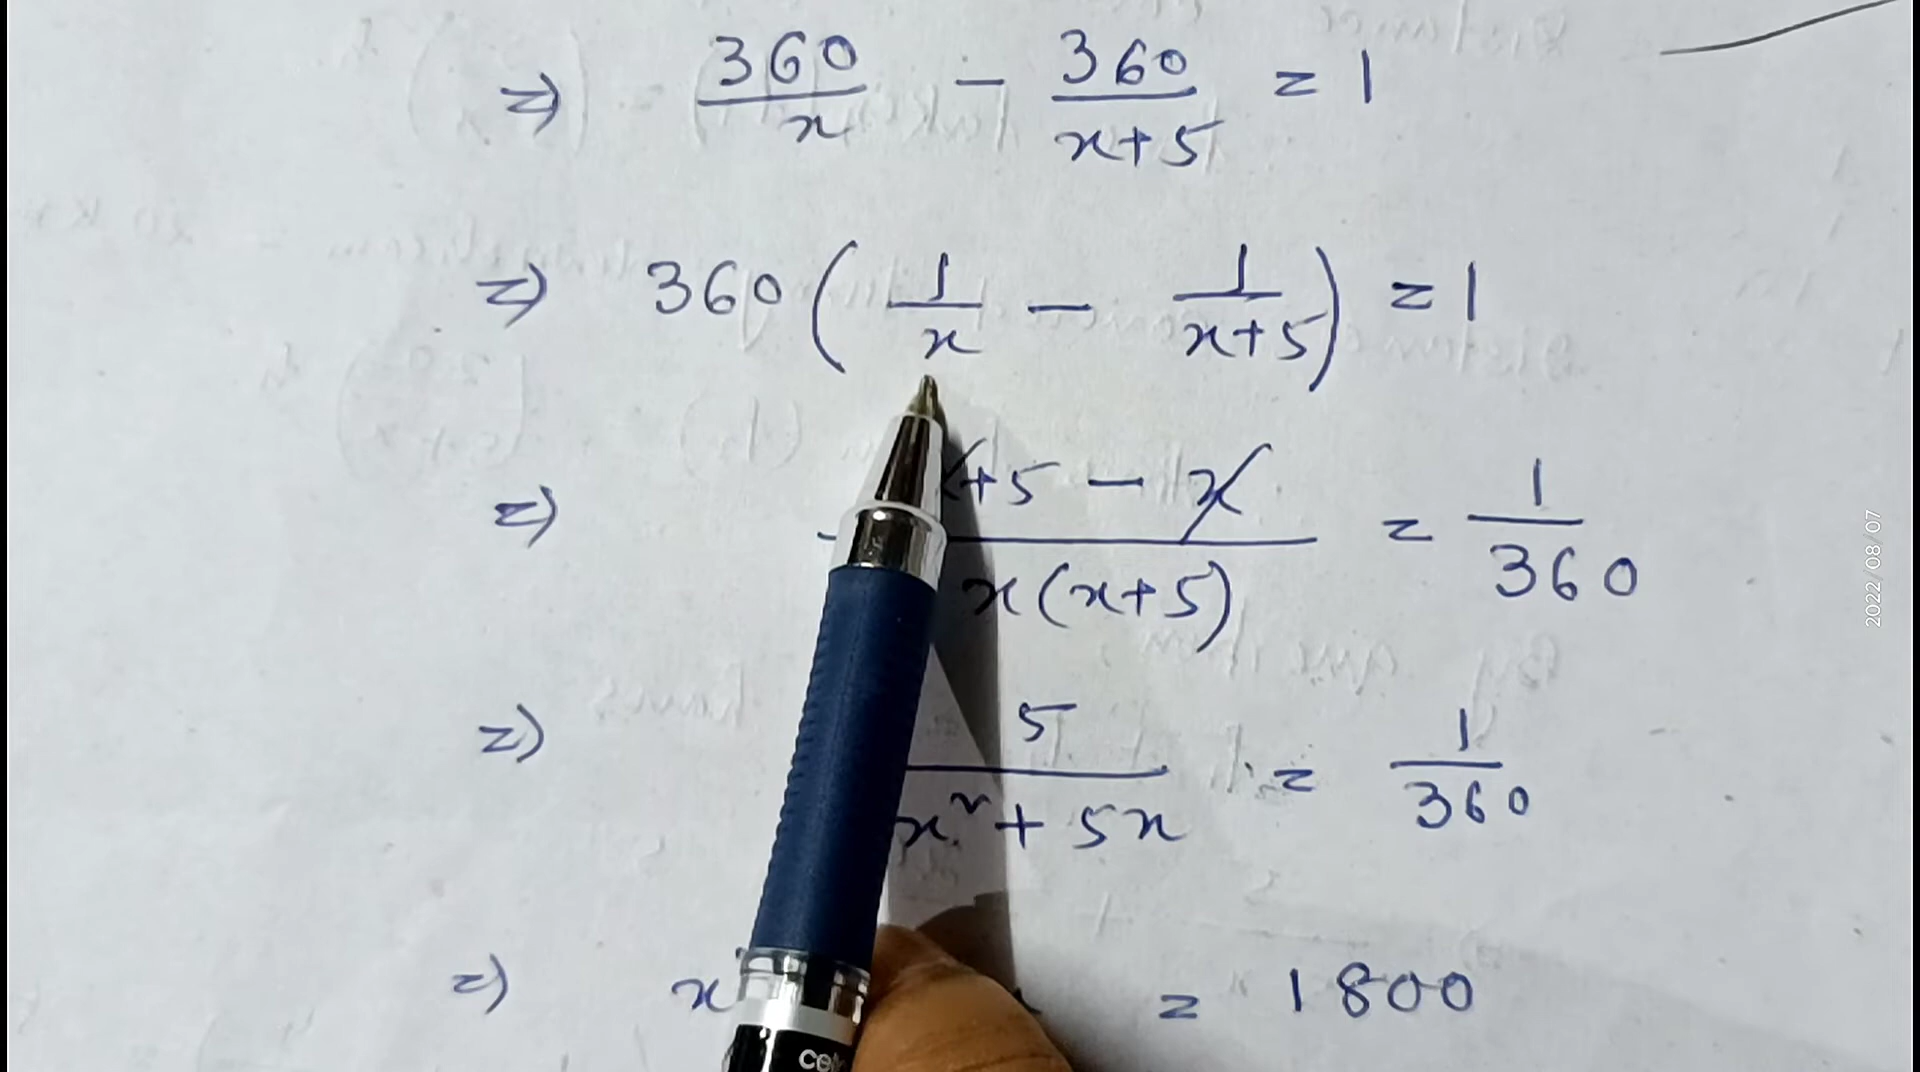 ⇒ 360/x - 360/x+5 = 1
⇒ 360 ( 1/x - 1/x+5 ) = 1
⇒ +5 - x / x(x+5) = 1/360
⇒ 5 / x² + 5x = 1/360
⇒ x = 1800
2022/08/07